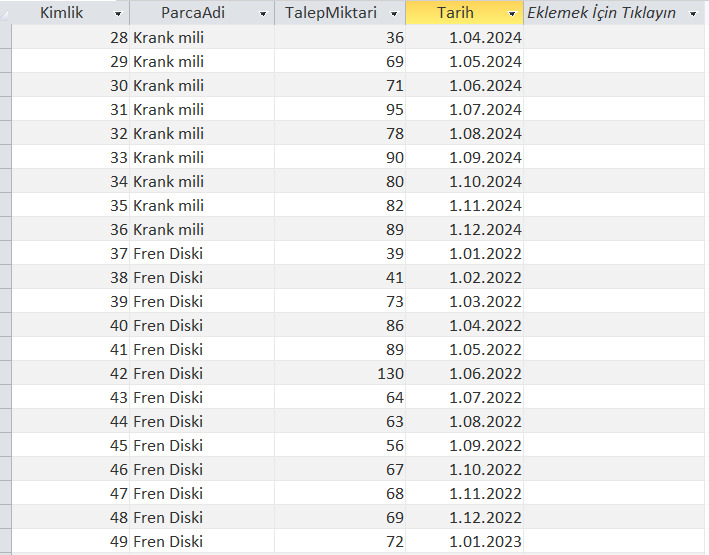 Kimlik ParcaAdi TalepMiktari Tarih Eklemek İçin Tıklayın
28 Krank mili 36 1.04.2024
29 Krank mili 69 1.05.2024
30 Krank mili 71 1.06.2024
31 Krank mili 95 1.07.2024
32 Krank mili 78 1.08.2024
33 Krank mili 90 1.09.2024
34 Krank mili 80 1.10.2024
35 Krank mili 82 1.11.2024
36 Krank mili 89 1.12.2024
37 Fren Diski 39 1.01.2022
38 Fren Diski 41 1.02.2022
39 Fren Diski 73 1.03.2022
40 Fren Diski 86 1.04.2022
41 Fren Diski 89 1.05.2022
42 Fren Diski 130 1.06.2022
43 Fren Diski 64 1.07.2022
44 Fren Diski 63 1.08.2022
45 Fren Diski 56 1.09.2022
46 Fren Diski 67 1.10.2022
47 Fren Diski 68 1.11.2022
48 Fren Diski 69 1.12.2022
49 Fren Diski 72 1.01.2023